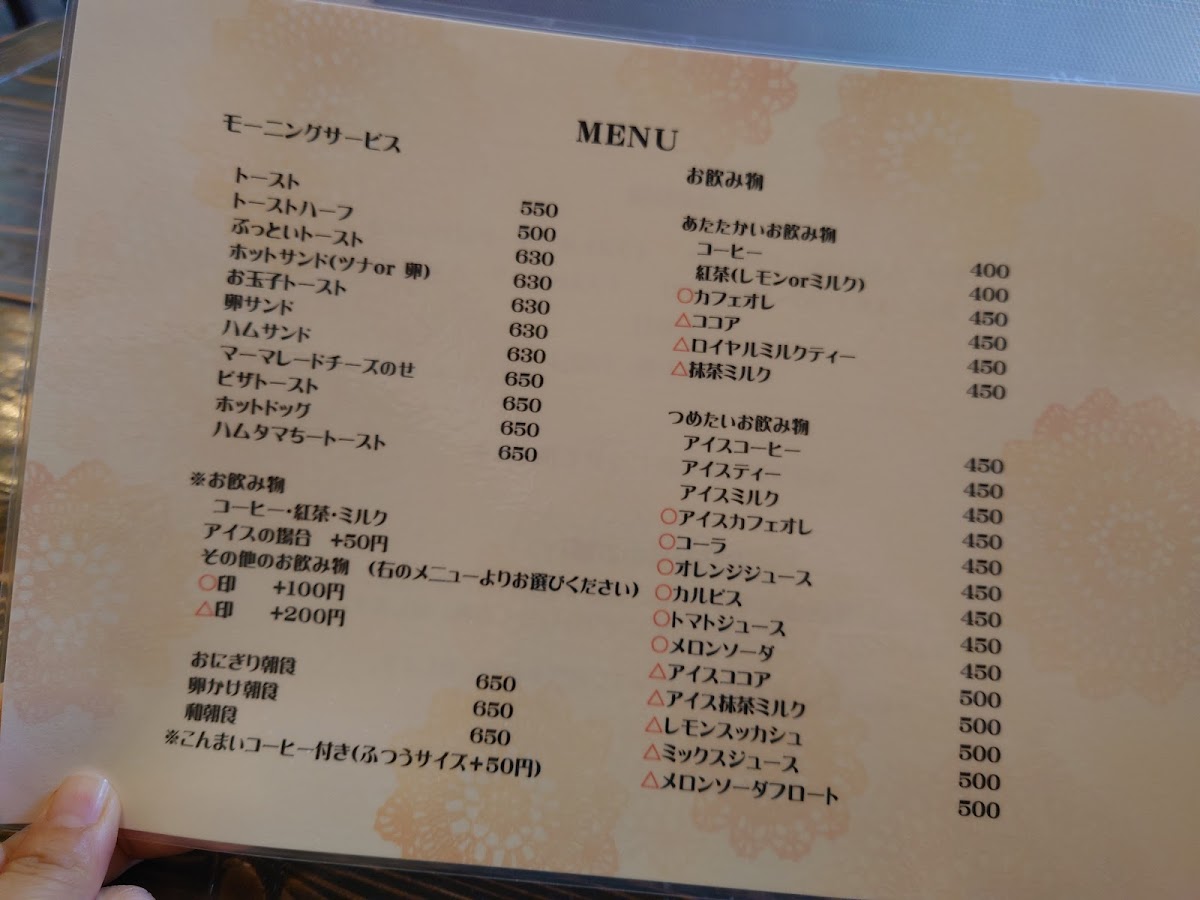 MENU
モーニングサービス
トースト 550
トーストハーフ 500
ぶっといトースト 630
ホットサンド(ツナor 卵) 630
お玉子トースト 630
卵サンド 630
ハムサンド 630
マーマレードチーズのせ 650
ピザトースト 650
ホットドッグ 650
ハムタマちートースト 650
※お飲み物
コーヒー・紅茶・ミルク
アイスの場合 +50円
その他のお飲み物 (右のメニューよりお選びください)
○印 +100円
△印 +200円
おにぎり朝食 650
卵かけ朝食 650
和朝食 650
※こんまいコーヒー付き(ふつうサイズ+50円)
お飲み物
あたたかいお飲み物
コーヒー 400
紅茶(レモンorミルク) 400
○カフェオレ 450
△ココア 450
△ロイヤルミルクティー 450
△抹茶ミルク 450
つめたいお飲み物
アイスコーヒー 450
アイスティー 450
アイスミルク 450
○アイスカフェオレ 450
○コーラ 450
○オレンジジュース 450
○カルピス 450
○トマトジュース 450
○メロンソーダ 450
△アイスココア 500
△アイス抹茶ミルク 500
△レモンスッカシュ 500
△ミックスジュース 500
△メロンソーダフロート 500